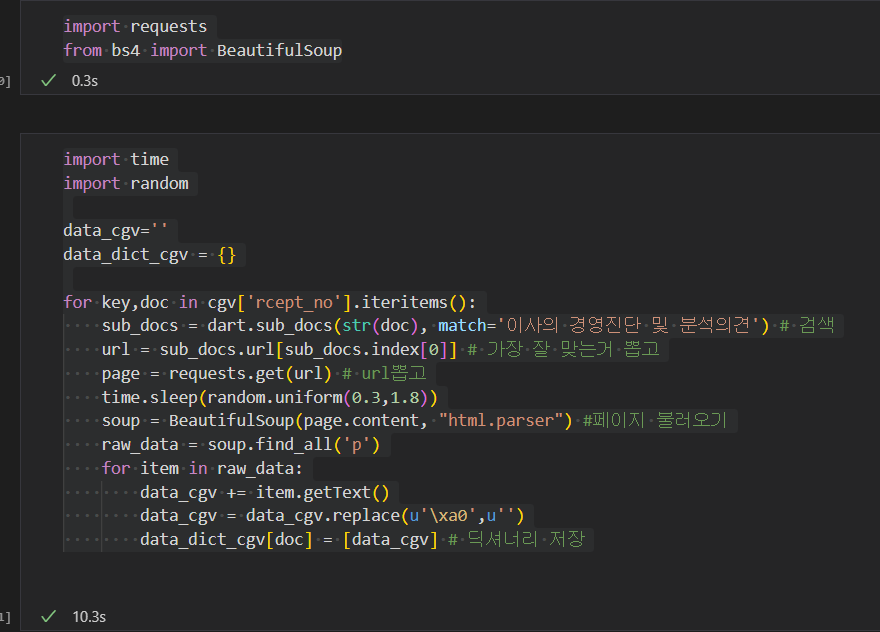 import requests
from bs4 import BeautifulSoup
0]
0.3s
import time
import random
data_cgv=''
data_dict_cgv = {}
for key,doc in cgv['rcept_no'].iteritems():
sub_docs = dart.sub_docs(str(doc), match='이사의 경영진단 및 분석의견') # 검색
url = sub_docs.url[sub_docs.index[0]] # 가장 잘 맞는거 뽑고
page = requests.get(url) # url뽑고
time.sleep(random.uniform(0.3,1.8))
soup = BeautifulSoup(page.content, "html.parser") #페이지 불러오기
raw_data = soup.find_all('p')
for item in raw_data:
data_cgv += item.getText()
data_cgv = data_cgv.replace(u'\xa0',u'')
data_dict_cgv[doc] = [data_cgv] # 딕셔너리 저장
1]
10.3s